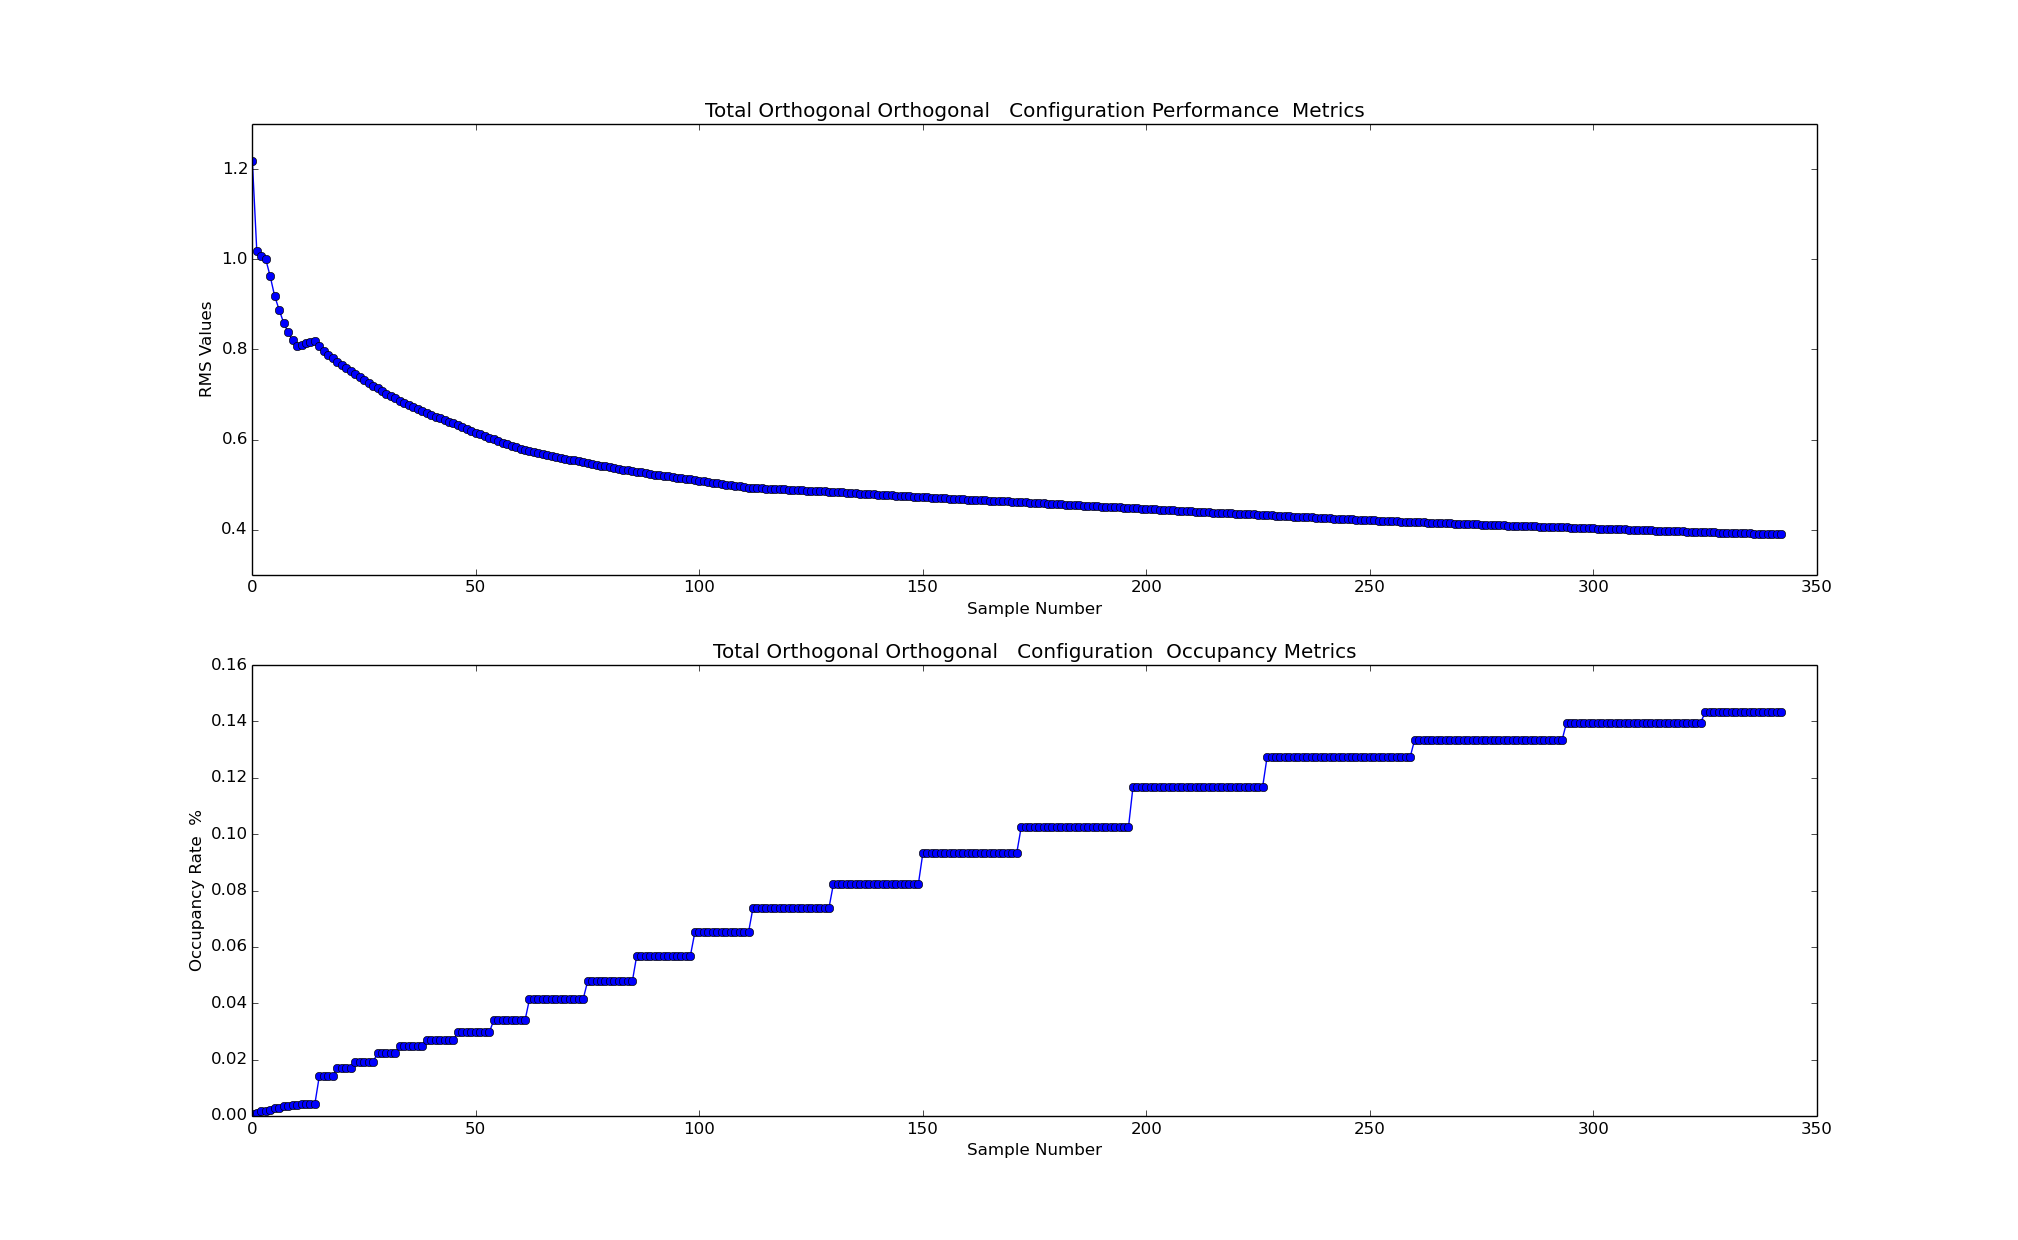 Total Orthogonal Orthogonal   Configuration Performance  Metrics
1.2
1.0
0.8
0.6
0.4
RMS Values
0 50 100 150 200 250 300 350
Sample Number
Total Orthogonal Orthogonal   Configuration  Occupancy Metrics
0.16
0.14
0.12
0.10
0.08
0.06
0.04
0.02
0.00
Occupancy Rate  %
0 50 100 150 200 250 300 350
Sample Number